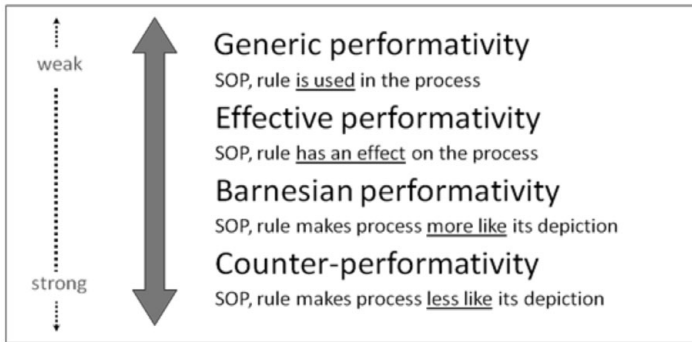 weak
Generic performativity
SOP, rule is used in the process
Effective performativity
SOP, rule has an effect on the process
Barnesian performativity
SOP, rule makes process more like its depiction
Counter-performativity
strong
SOP, rule makes process less like its depiction